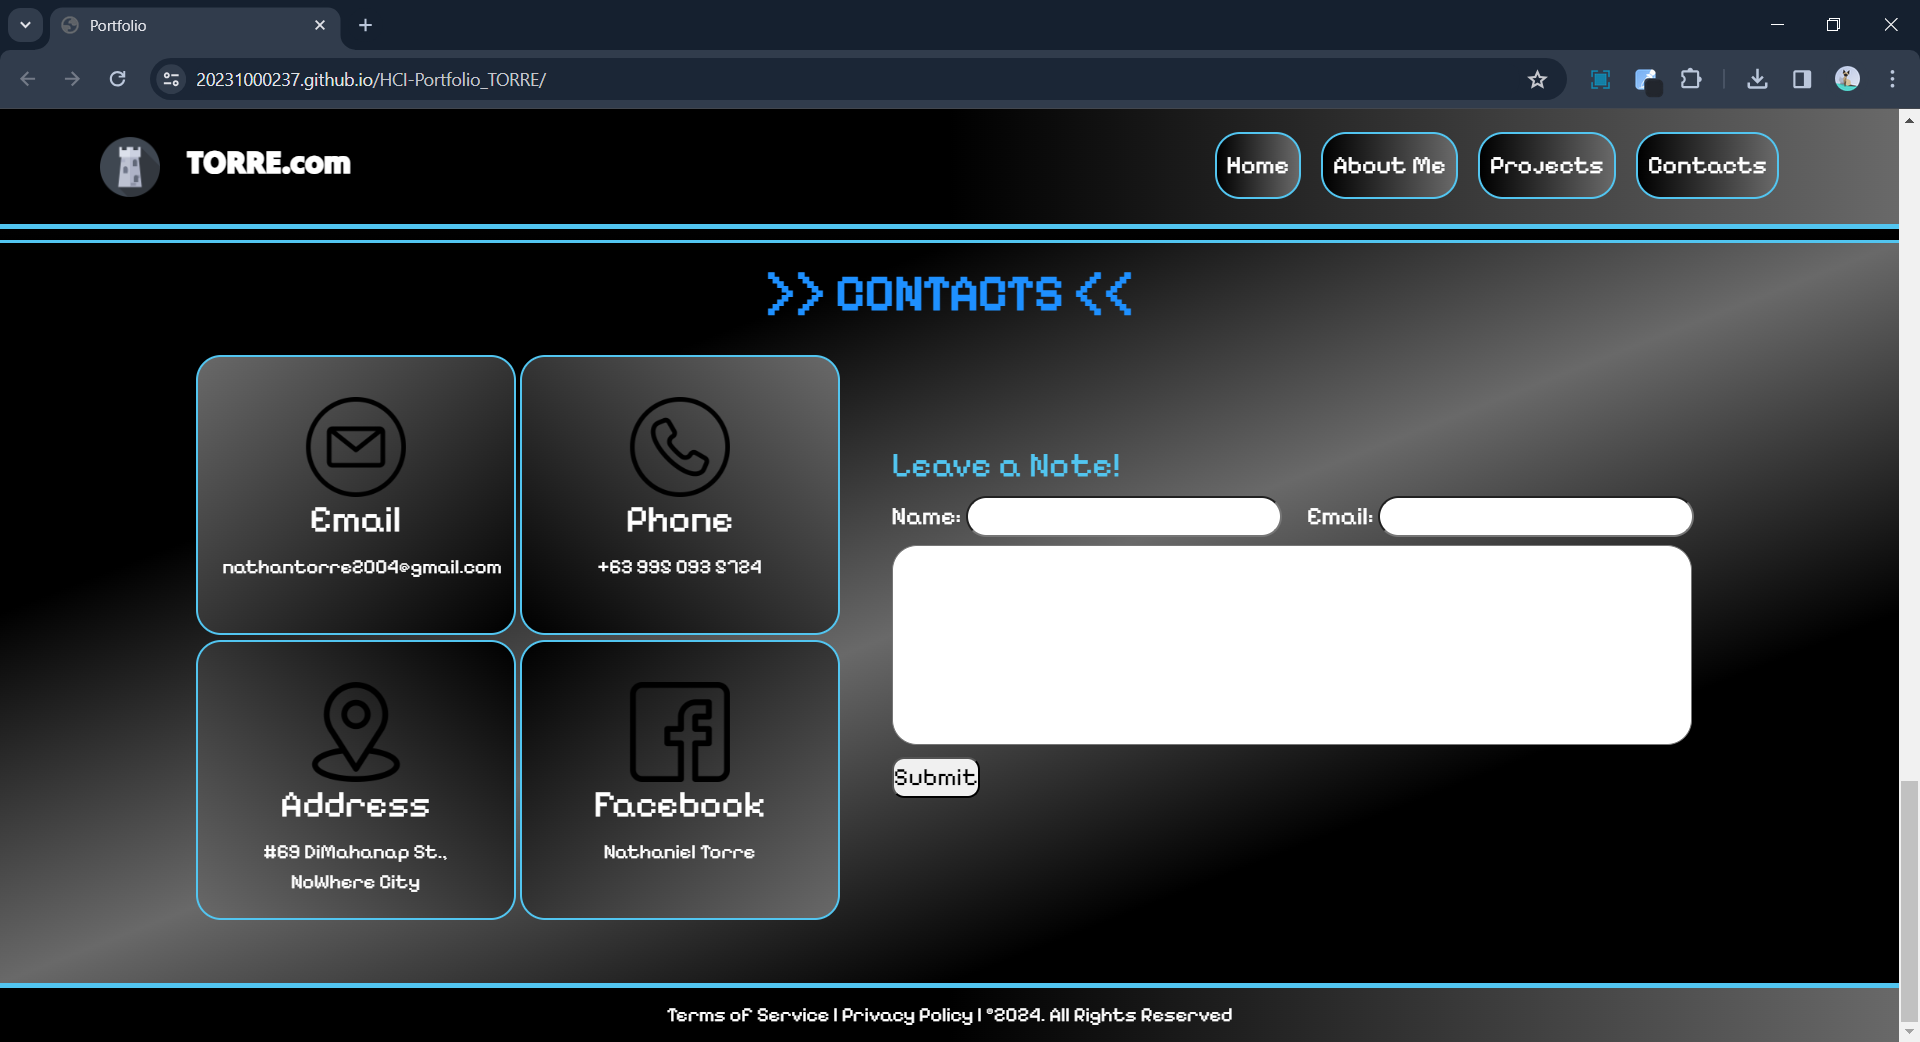 Portfolio
20231000237.github.io/HCI-Portfolio_TORRE/
TORRE.com
Home
About Me
Projects
Contacts
>> CONTACTS <<
Email
nathantorre2004@gmail.com
Phone
+63 998 093 8724
Address
#69 DiMahanap St.,
NoWhere City
Facebook
Nathaniel Torre
Leave a Note!
Name:
Email:
Submit
Terms of Service | Privacy Policy | ©2024. All Rights Reserved